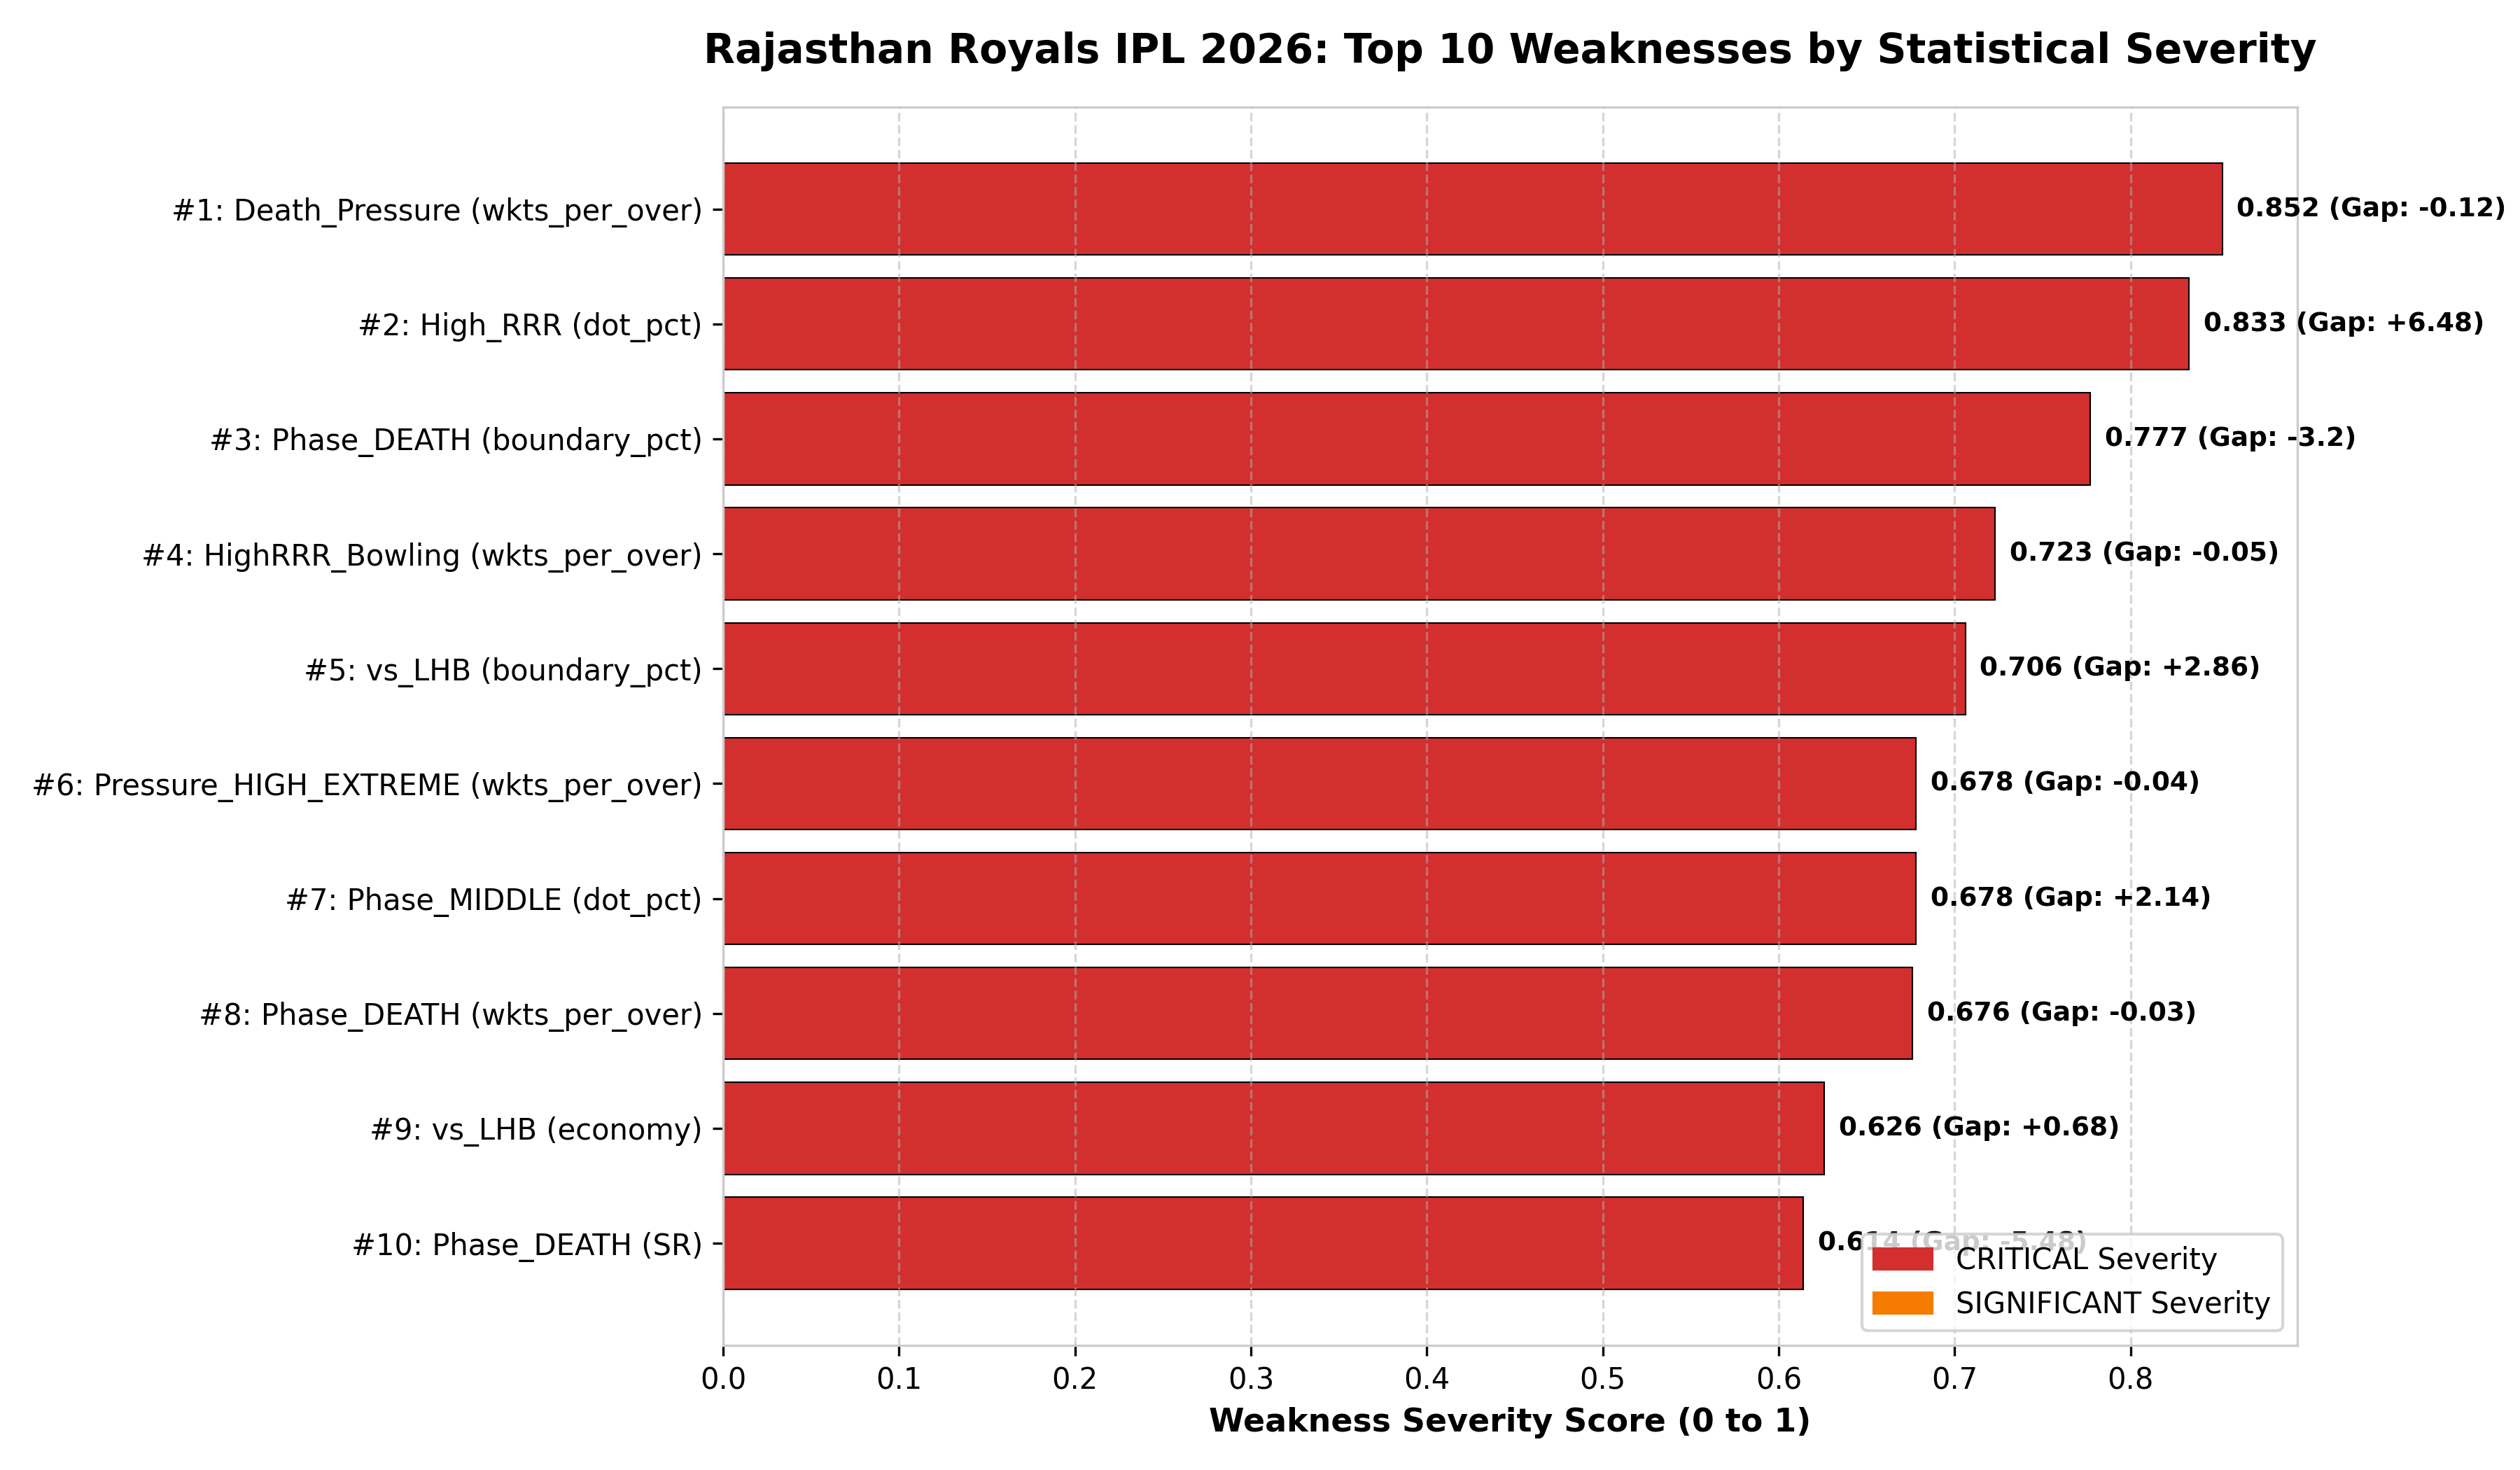 Rajasthan Royals IPL 2026: Top 10 Weaknesses by Statistical Severity
#1: Death_Pressure (wkts_per_over) 0.852 (Gap: -0.12)
#2: High_RRR (dot_pct) 0.833 (Gap: +6.48)
#3: Phase_DEATH (boundary_pct) 0.777 (Gap: -3.2)
#4: HighRRR_Bowling (wkts_per_over) 0.723 (Gap: -0.05)
#5: vs_LHB (boundary_pct) 0.706 (Gap: +2.86)
#6: Pressure_HIGH_EXTREME (wkts_per_over) 0.678 (Gap: -0.04)
#7: Phase_MIDDLE (dot_pct) 0.678 (Gap: +2.14)
#8: Phase_DEATH (wkts_per_over) 0.676 (Gap: -0.03)
#9: vs_LHB (economy) 0.626 (Gap: +0.68)
#10: Phase_DEATH (SR) 0.614 (Gap: -5.48)
CRITICAL Severity
SIGNIFICANT Severity
0.0 0.1 0.2 0.3 0.4 0.5 0.6 0.7 0.8
Weakness Severity Score (0 to 1)